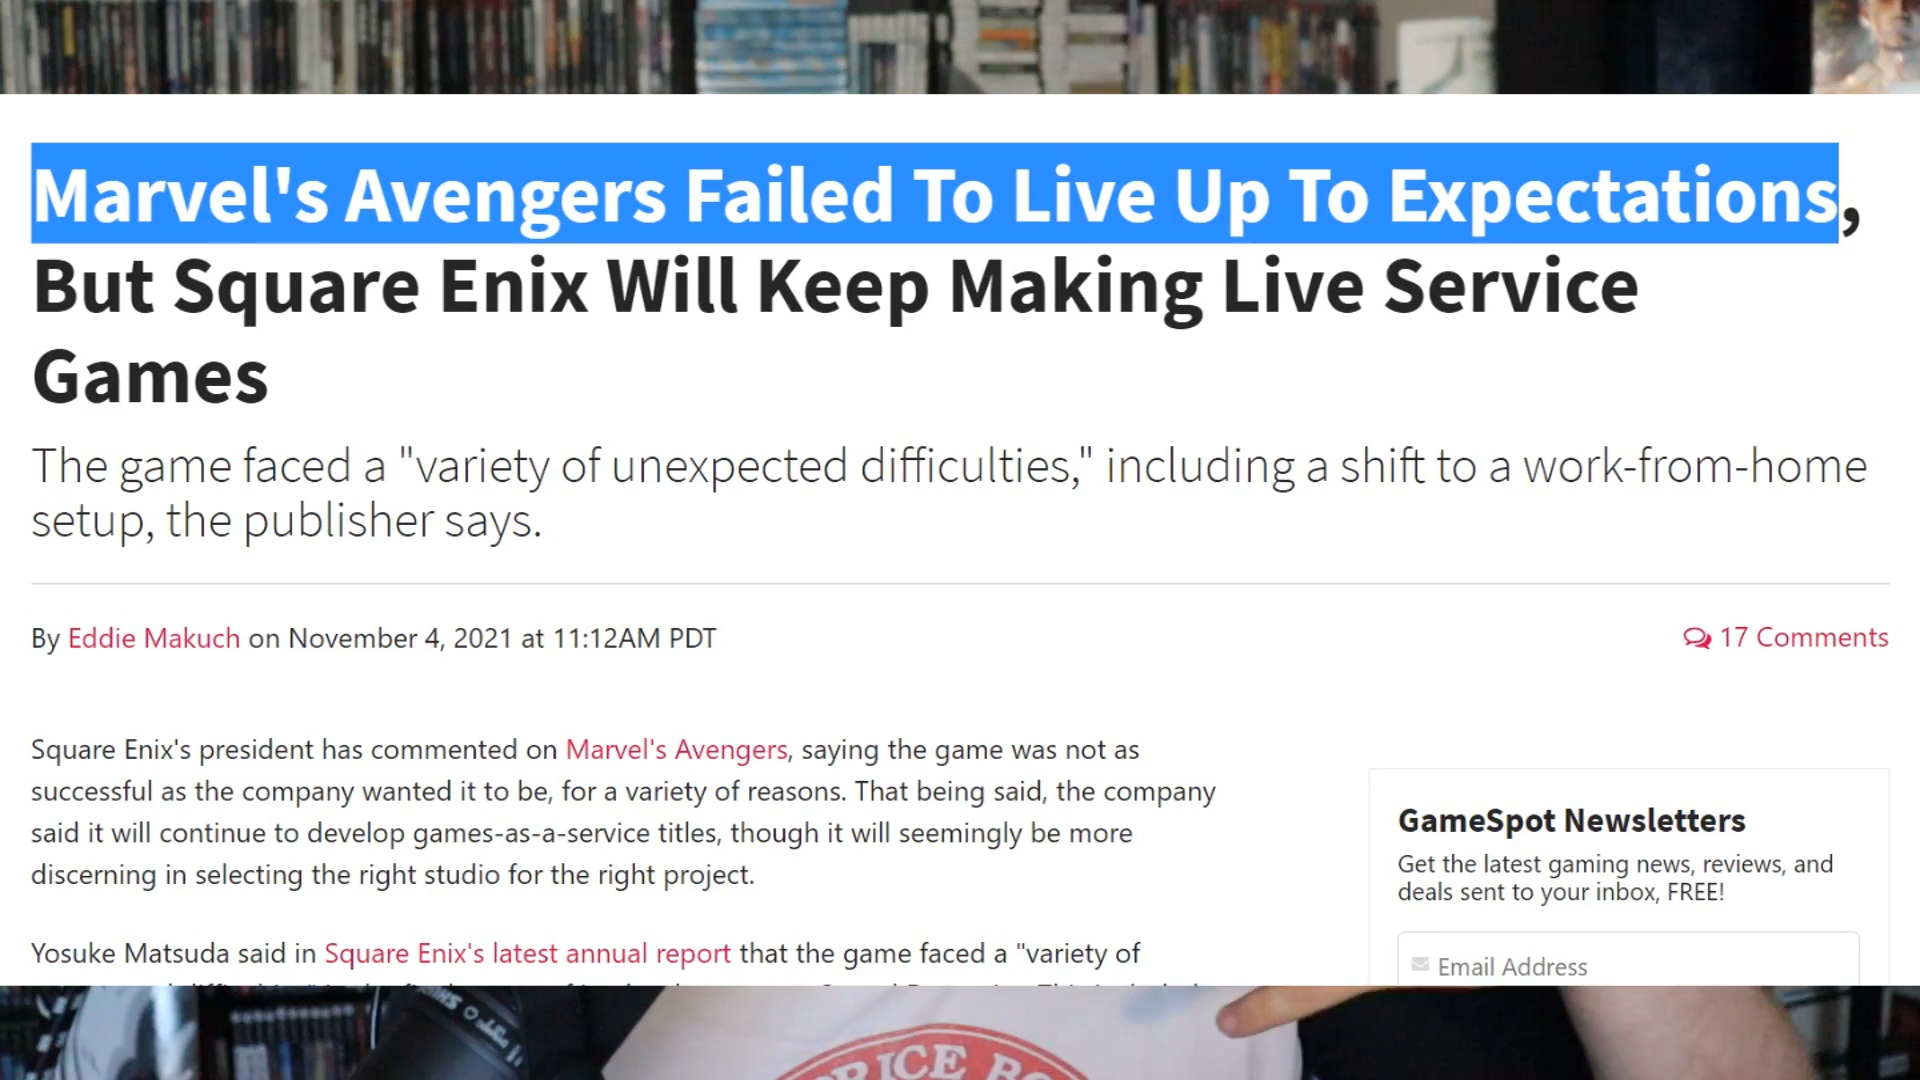 Marvel's Avengers Failed To Live Up To Expectations,
But Square Enix Will Keep Making Live Service
Games
The game faced a "variety of unexpected difficulties," including a shift to a work-from-home
setup, the publisher says.
By Eddie Makuch on November 4, 2021 at 11:12AM PDT
17 Comments
Square Enix's president has commented on Marvel's Avengers, saying the game was not as
successful as the company wanted it to be, for a variety of reasons. That being said, the company
said it will continue to develop games-as-a-service titles, though it will seemingly be more
discerning in selecting the right studio for the right project.
Yosuke Matsuda said in Square Enix's latest annual report that the game faced a "variety of
GameSpot Newsletters
Get the latest gaming news, reviews, and
deals sent to your inbox, FREE!
Email Address
RICE